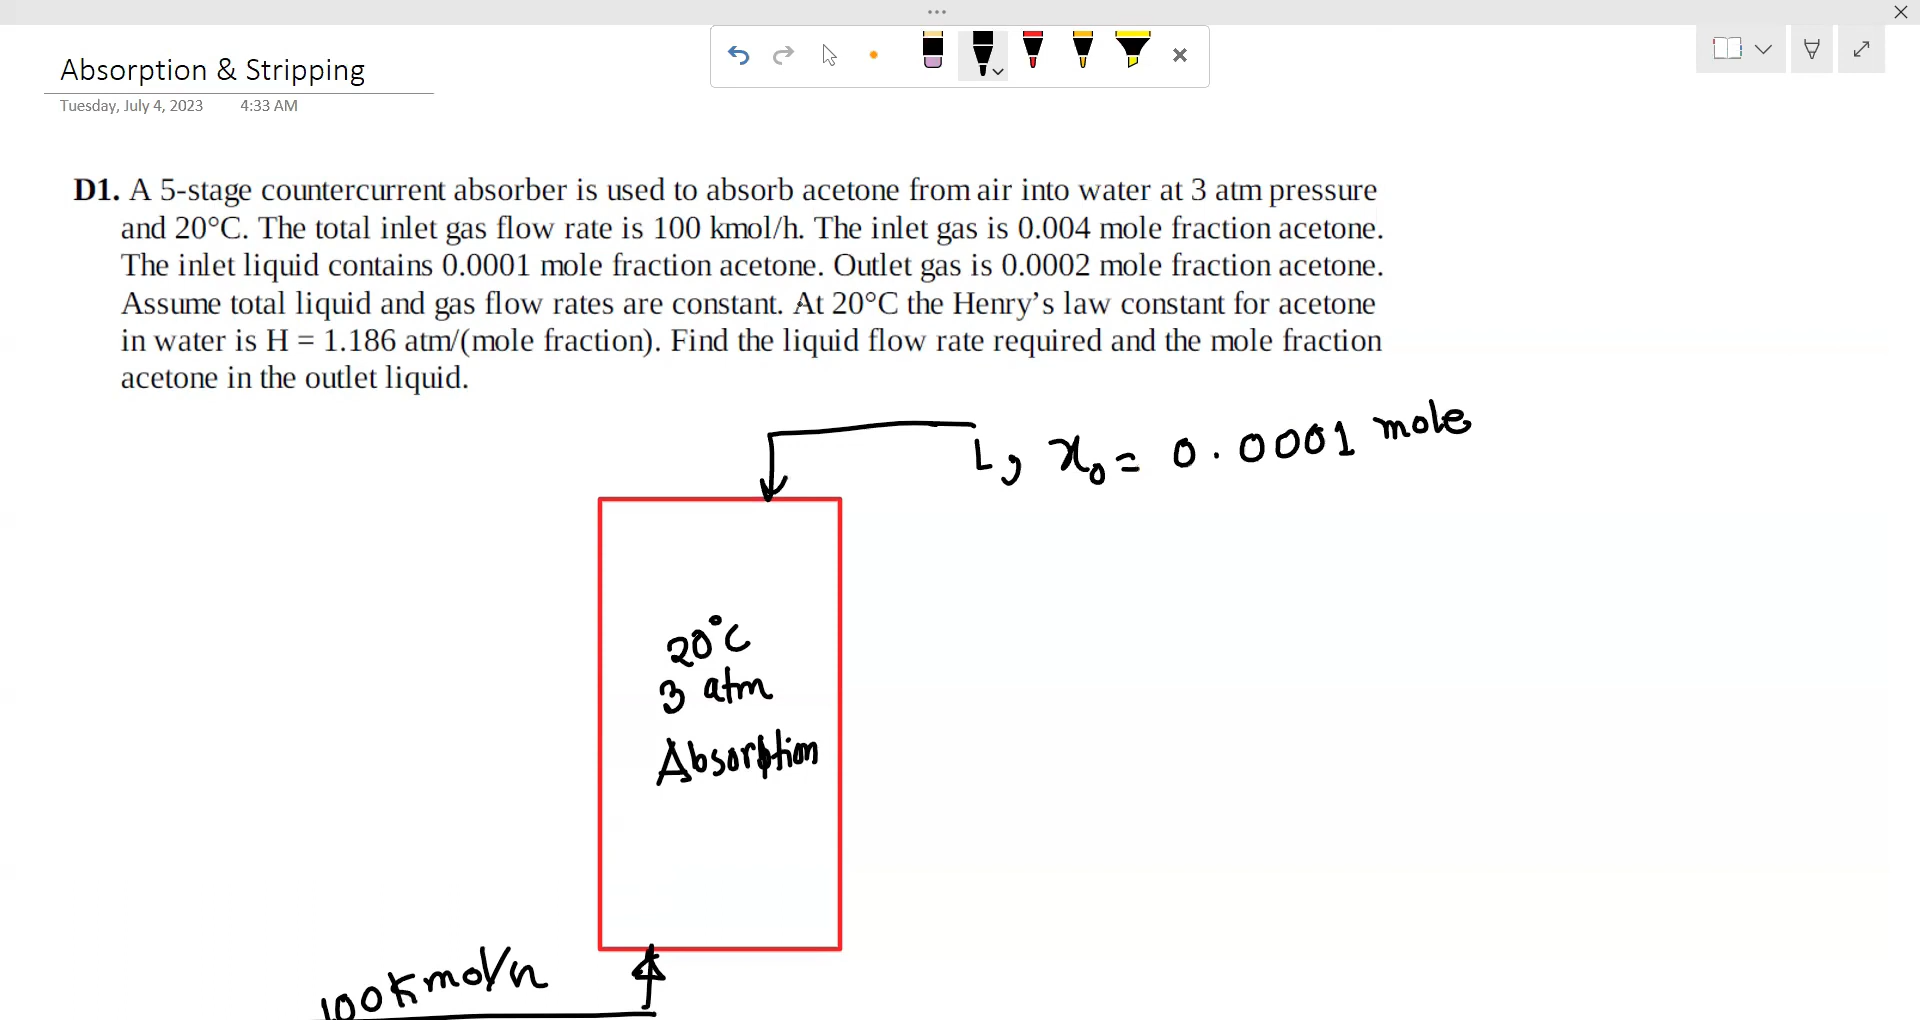 Absorption & Stripping
Tuesday, July 4, 2023 4:33 AM
D1. A 5-stage countercurrent absorber is used to absorb acetone from air into water at 3 atm pressure
and 20°C. The total inlet gas flow rate is 100 kmol/h. The inlet gas is 0.004 mole fraction acetone.
The inlet liquid contains 0.0001 mole fraction acetone. Outlet gas is 0.0002 mole fraction acetone.
Assume total liquid and gas flow rates are constant. At 20°C the Henry’s law constant for acetone
in water is H = 1.186 atm/(mole fraction). Find the liquid flow rate required and the mole fraction
acetone in the outlet liquid.
L, x₀ = 0.0001 mole
20°C
3 atm
Absorption
100 Kmol/h